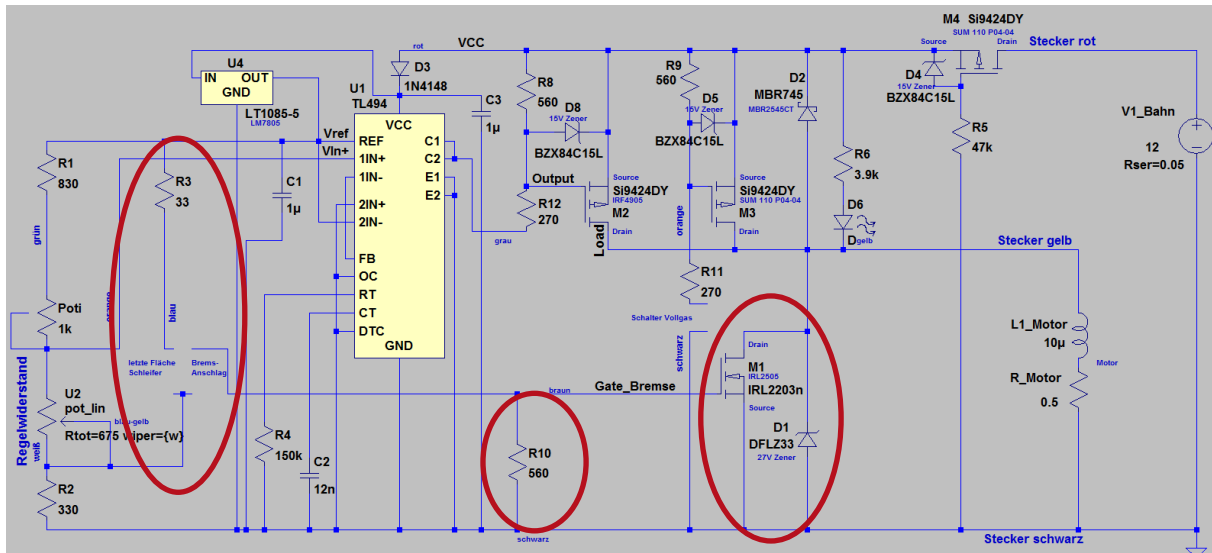 M4 Si9424DY
SUM 110 P04-04
Source
Drain
Stecker rot
rot
VCC
U4
IN OUT
GND
LT1085-5
LM7805
D3
1N4148
U1
TL494
C3
1µ
R8
560
D8
15V Zener
BZX84C15L
R9
560
D5
15V Zener
BZX84C15L
D2
MBR745
MBR2545CT
D4
15V Zener
BZX84C15L
V1_Bahn
12
Rser=0.05
R5
47k
Vref
VIn+
VCC
REF
1IN+
1IN-
2IN+
2IN-
FB
OC
RT
CT
DTC
GND
C1
C2
E1
E2
R1
830
R3
33
C1
1µ
Output
R12
270
grau
Source
Si9424DY
IRF4905
M2
Drain
Load
Source
Si9424DY
SUM 110 P04-04
M3
Drain
orange
R6
3.9k
D6
D
gelb
Stecker gelb
grün
orange
blau
Poti
1k
R11
270
Schalter Vollgas
schwarz
L1_Motor
10µ
Motor
R_Motor
0.5
letzte Fläche
Schleifer
Brems-
Anschlag
Drain
M1
IRL2505
IRL2203n
Source
Gate_Bremse
braun
Regelwiderstand
U2
pot_lin
blau-gelb
Rtot=675 wiper={w}
weiß
R4
150k
C2
12n
R10
560
D1
DFLZ33
27V Zener
R2
330
schwarz
Stecker schwarz